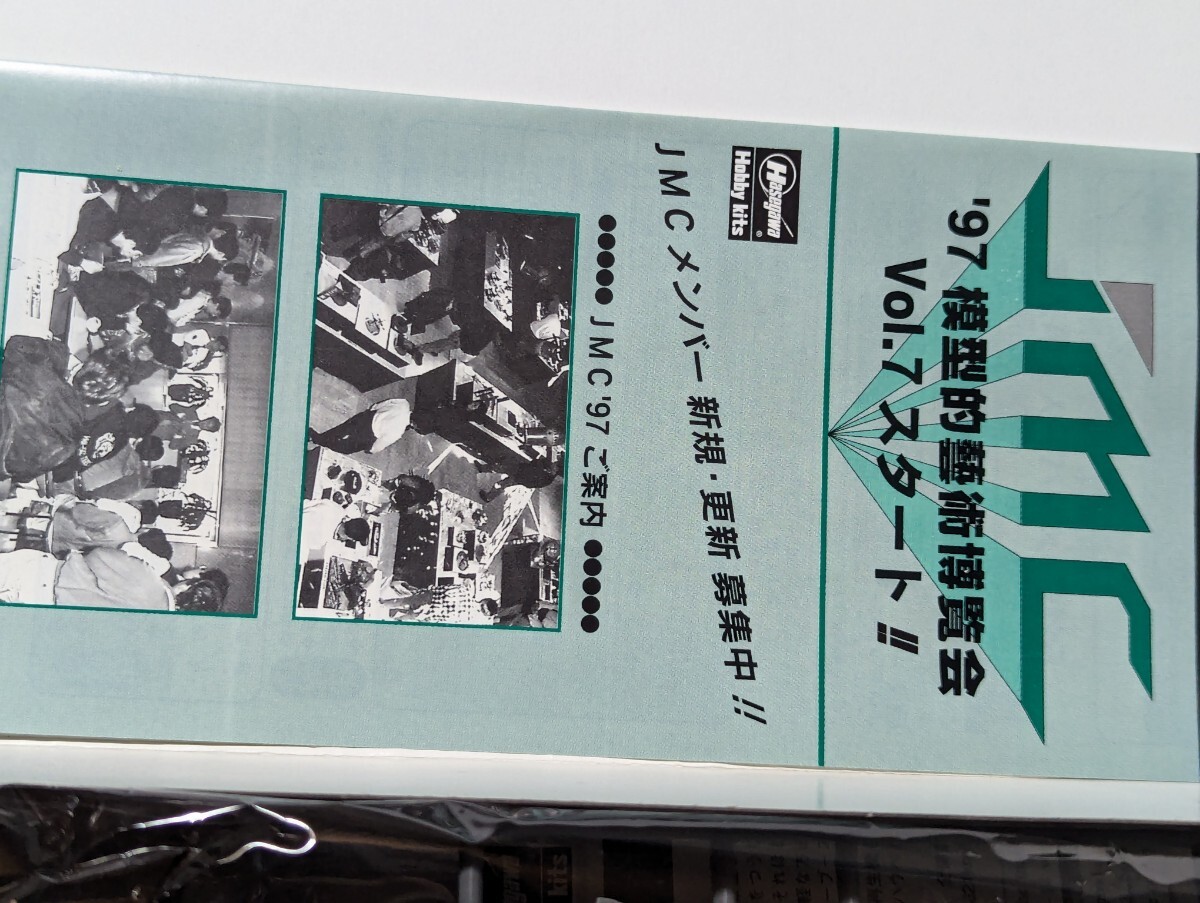 JMC
'97 模型的藝術博覧会
Vol.7スタート!!
Hasegawa
Hobby kits
JMCメンバー新規・更新 募集中!!
●●●●● JMC'97ご案内 ●●●●●
kits